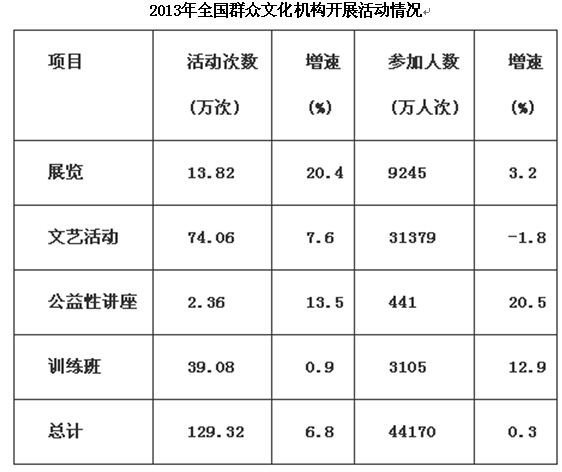 2013年全国群众文化机构开展活动情况
项目 活动次数 增速 参加人数 增速
(万次) (%) (万人次) (%)
展览 13.82 20.4 9245 3.2
文艺活动 74.06 7.6 31379 -1.8
公益性讲座 2.36 13.5 441 20.5
训练班 39.08 0.9 3105 12.9
总计 129.32 6.8 44170 0.3